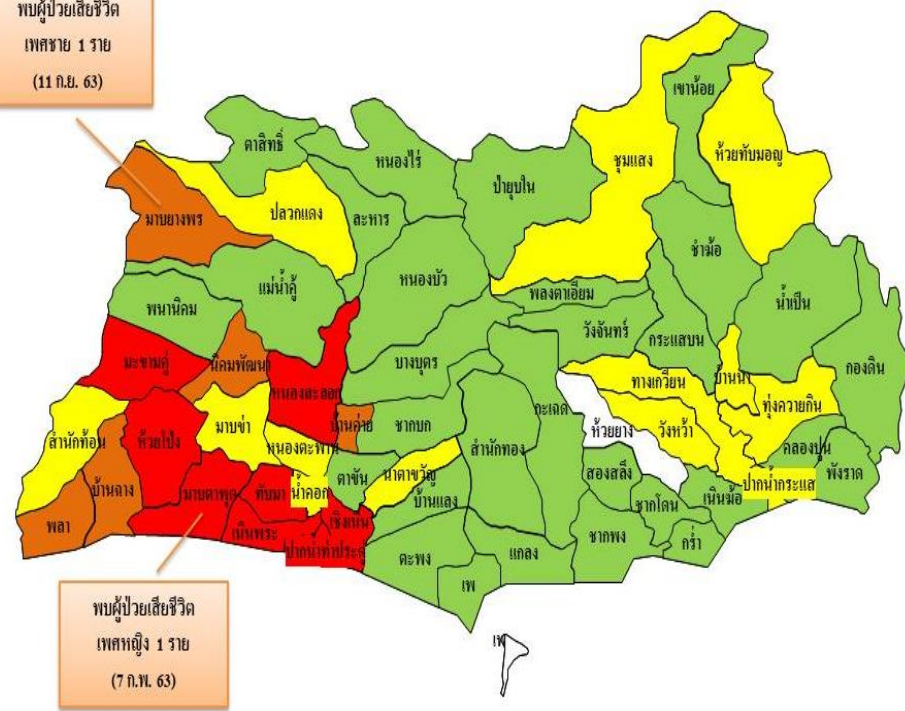 พบผู้ป่วยเสียชีวิต
เพศชาย 1 ราย
(11 ก.ย. 63)
เขาน้อย
ตาสิทธิ์
หนองไร่
ชุมแสง
ห้วยทับมอญ
ป่ายุบใน
มาบยางพร
ปลวกแดง
ละหาร
ชำฆ้อ
แม่น้ำคู้
หนองบัว
พลงตาเอี่ยม
น้ำเป็น
พนานิคม
วังจันทร์
กระแสบน
มะขามคู่
นิคมพัฒนา
บางบุตร
กองดิน
หนองละลอก
ทางเกวียน
บ้านนา
ทุ่งควายกิน
สำนักท้อน
ห้วยโป่ง
มาบข่า
บ้านค่าย
ชากบก
กะเฉด
ห้วยยาง
วังหว้า
หนองตะพาน
สำนักทอง
คลองปูน
บ้านฉาง
ตาขัน
นาตาขวัญ
สองสลึง
พังราด
พลา
มาบตาพุด
ทับมา
น้ำคอก
บ้านแลง
ชากโดน
เนินฆ้อ
ปากน้ำกระแส
เนินพระ
เชิงเนิน
ปากน้ำท่าประดู่
ตะพง
แกลง
ชากพง
กร่ำ
เพ
พบผู้ป่วยเสียชีวิต
เพศหญิง 1 ราย
(7 ก.พ. 63)
เพ